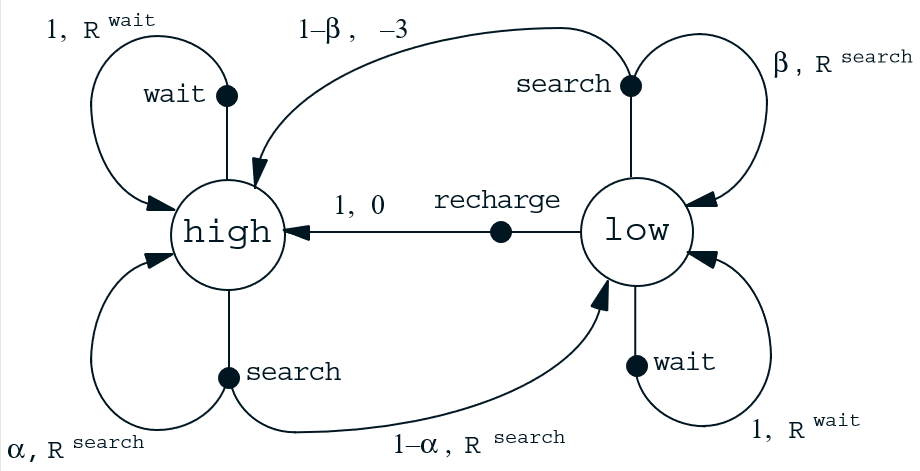 1, R wait
1–β , –3
wait
search
β , R search
1, 0
recharge
high
low
search
wait
α, R search
1–α , R search
1, R wait